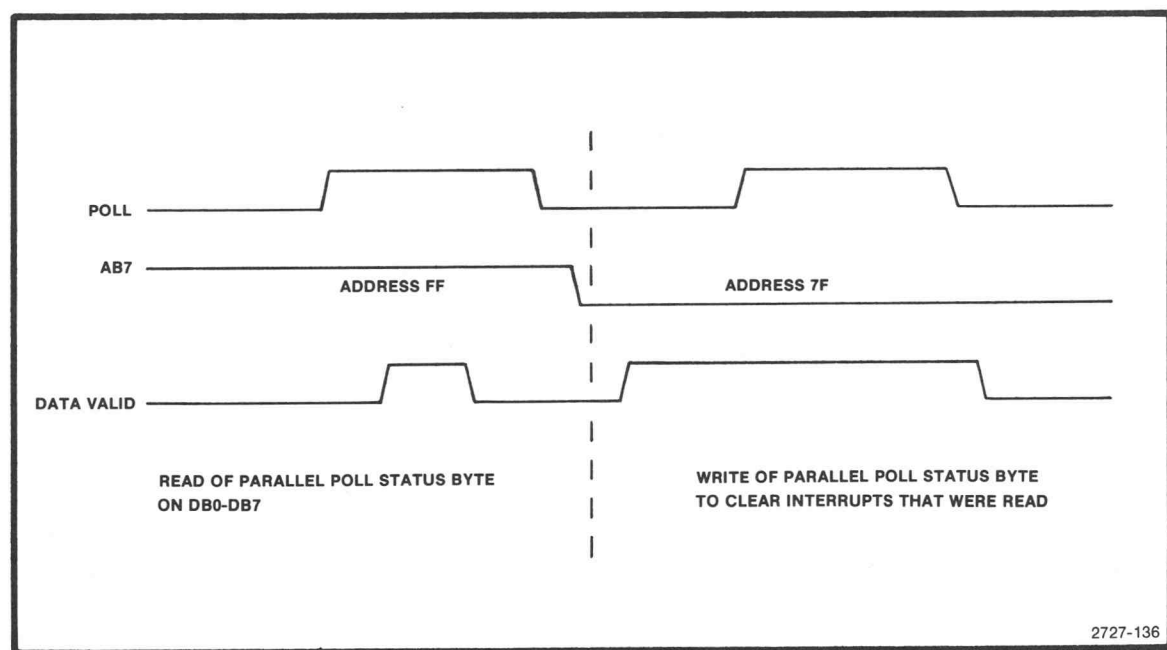 POLL
AB7
ADDRESS FF
ADDRESS 7F
DATA VALID
READ OF PARALLEL POLL STATUS BYTE
ON DB0-DB7
WRITE OF PARALLEL POLL STATUS BYTE
TO CLEAR INTERRUPTS THAT WERE READ
2727-136